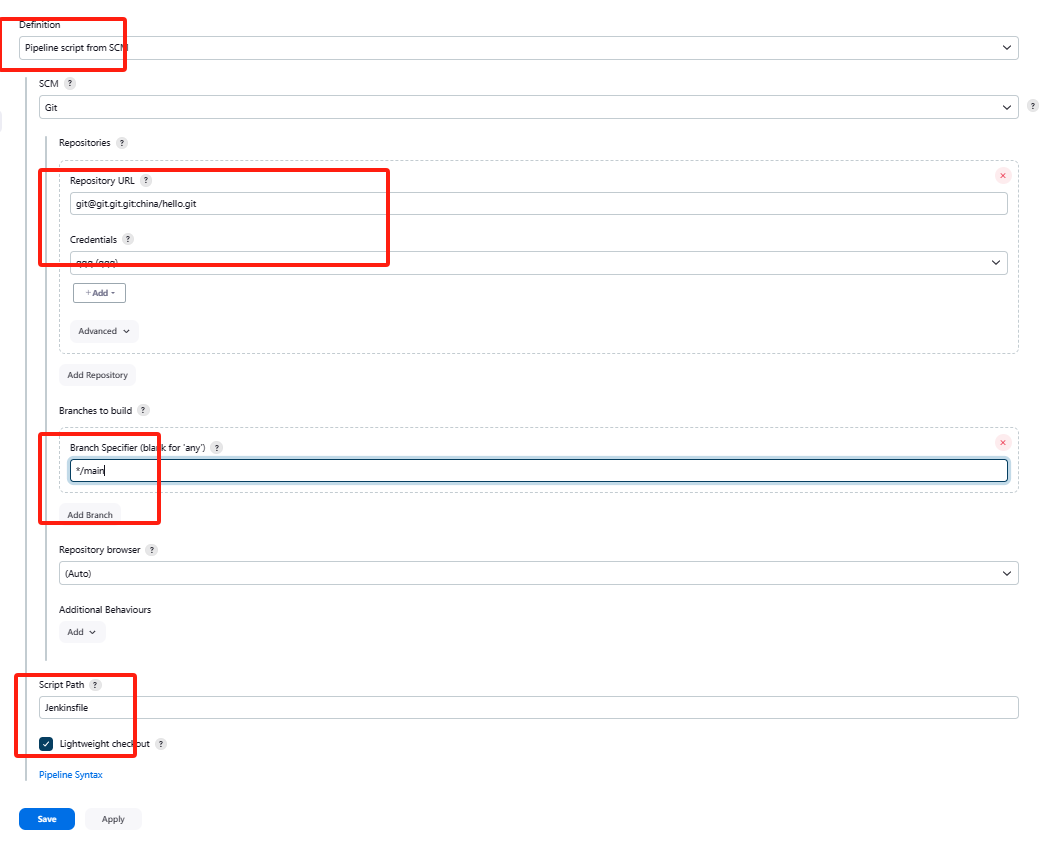 Definition
Pipeline script from SCM
SCM ?
Git
?
Repositories ?
Repository URL ?
git@git.git.git:china/hello.git
Credentials ?
qqq (qqq)
+ Add
Advanced
Add Repository
Branches to build ?
Branch Specifier (blank for 'any') ?
*/main
Add Branch
Repository browser ?
(Auto)
Additional Behaviours
Add
Script Path ?
Jenkinsfile
Lightweight checkout ?
Pipeline Syntax
Save Apply